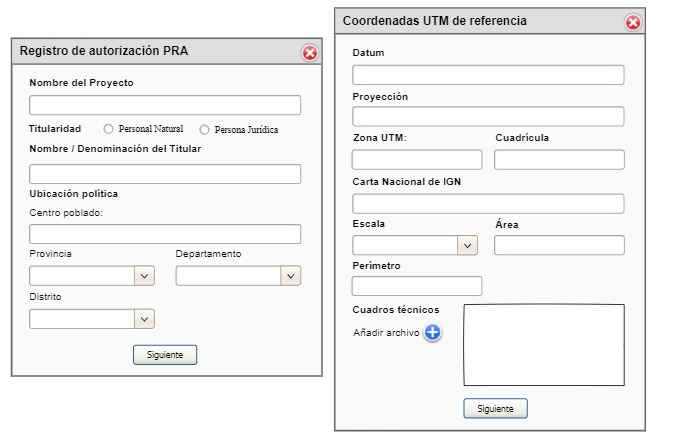 Registro de autorización PRA
Nombre del Proyecto
Titularidad Personal Natural Persona Jurídica
Nombre / Denominación del Titular
Ubicación política
Centro poblado:
Provincia Departamento
Distrito
Siguiente
Coordenadas UTM de referencia
Datum
Proyección
Zona UTM: Cuadrícula
Carta Nacional de IGN
Escala Área
Perímetro
Cuadros técnicos
Añadir archivo
Siguiente